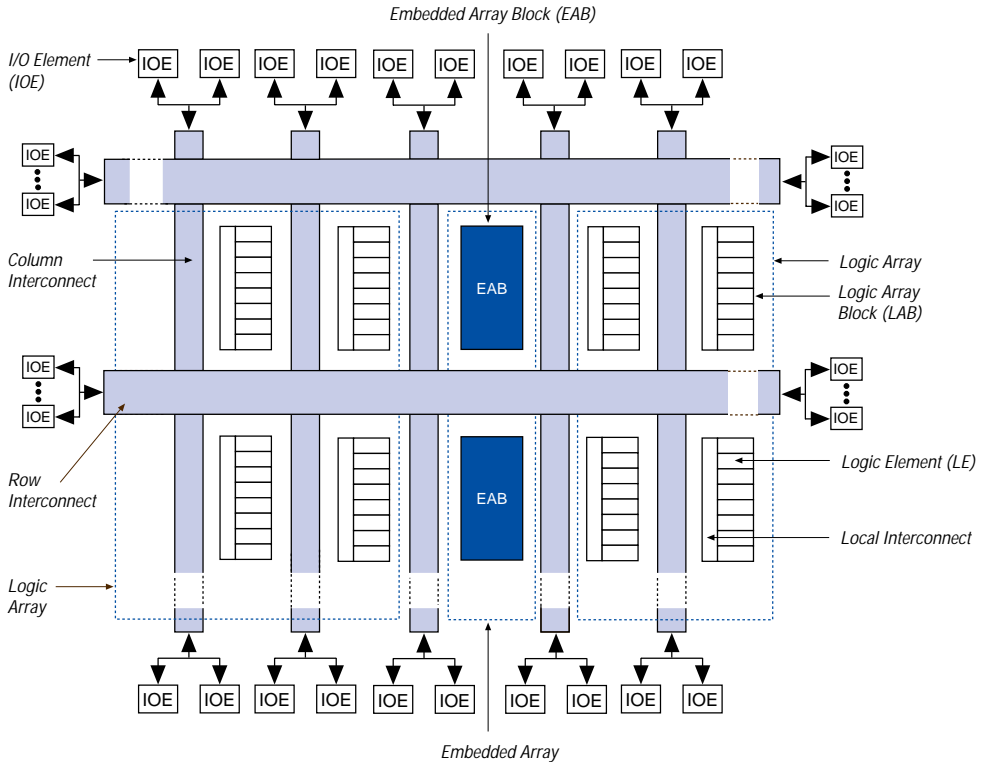 Embedded Array Block (EAB)
I/O Element
(IOE)
IOE IOE IOE IOE IOE IOE IOE IOE IOE IOE
IOE IOE
IOE IOE
Column
Interconnect
EAB
Logic Array
Logic Array
Block (LAB)
IOE IOE
IOE IOE
Row
Interconnect
EAB
Logic Element (LE)
Local Interconnect
Logic
Array
IOE IOE IOE IOE IOE IOE IOE IOE IOE IOE
Embedded Array